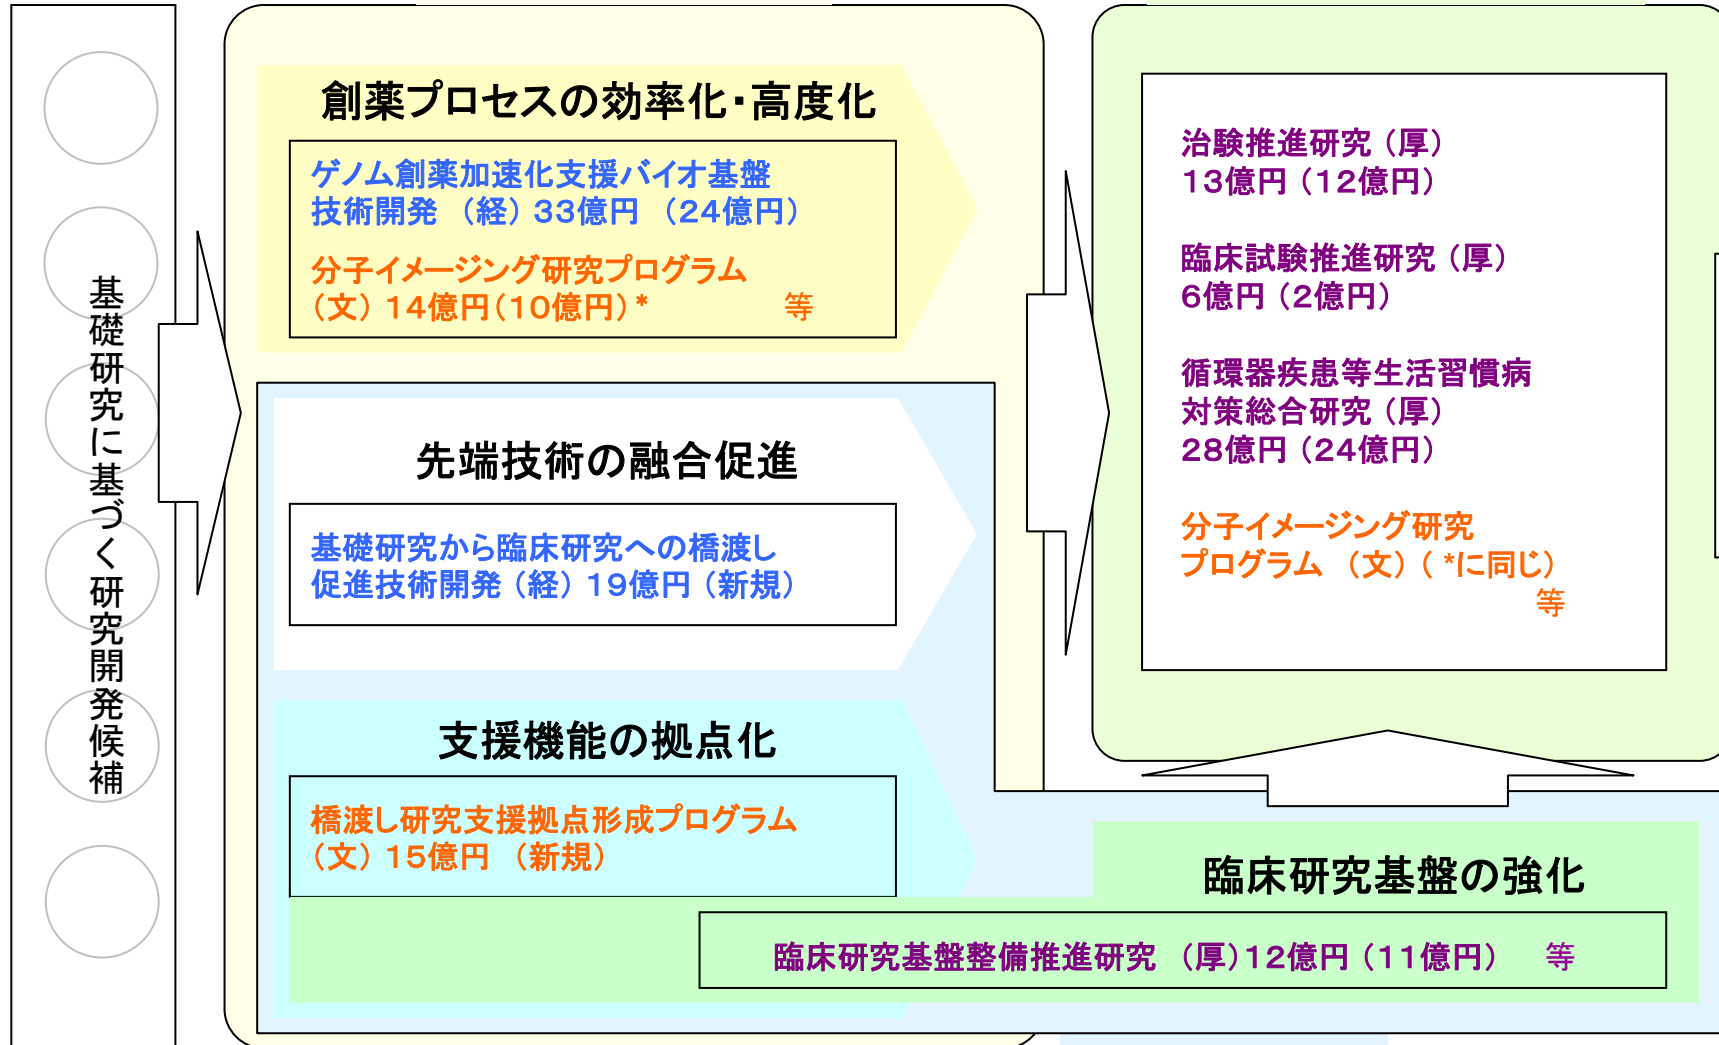 基礎研究に基づく研究開発候補
創薬プロセスの効率化・高度化
ゲノム創薬加速化支援バイオ基盤
技術開発 （経）33億円 （24億円）
分子イメージング研究プログラム
（文）14億円（10億円）* 等
先端技術の融合促進
基礎研究から臨床研究への橋渡し
促進技術開発（経）19億円（新規）
支援機能の拠点化
橋渡し研究支援拠点形成プログラム
（文）15億円 （新規）
治験推進研究（厚）
13億円（12億円）
臨床試験推進研究（厚）
6億円（2億円）
循環器疾患等生活習慣病
対策総合研究（厚）
28億円（24億円）
分子イメージング研究
プログラム （文）（ *に同じ）
等
臨床研究基盤の強化
臨床研究基盤整備推進研究 （厚）12億円（11億円） 等